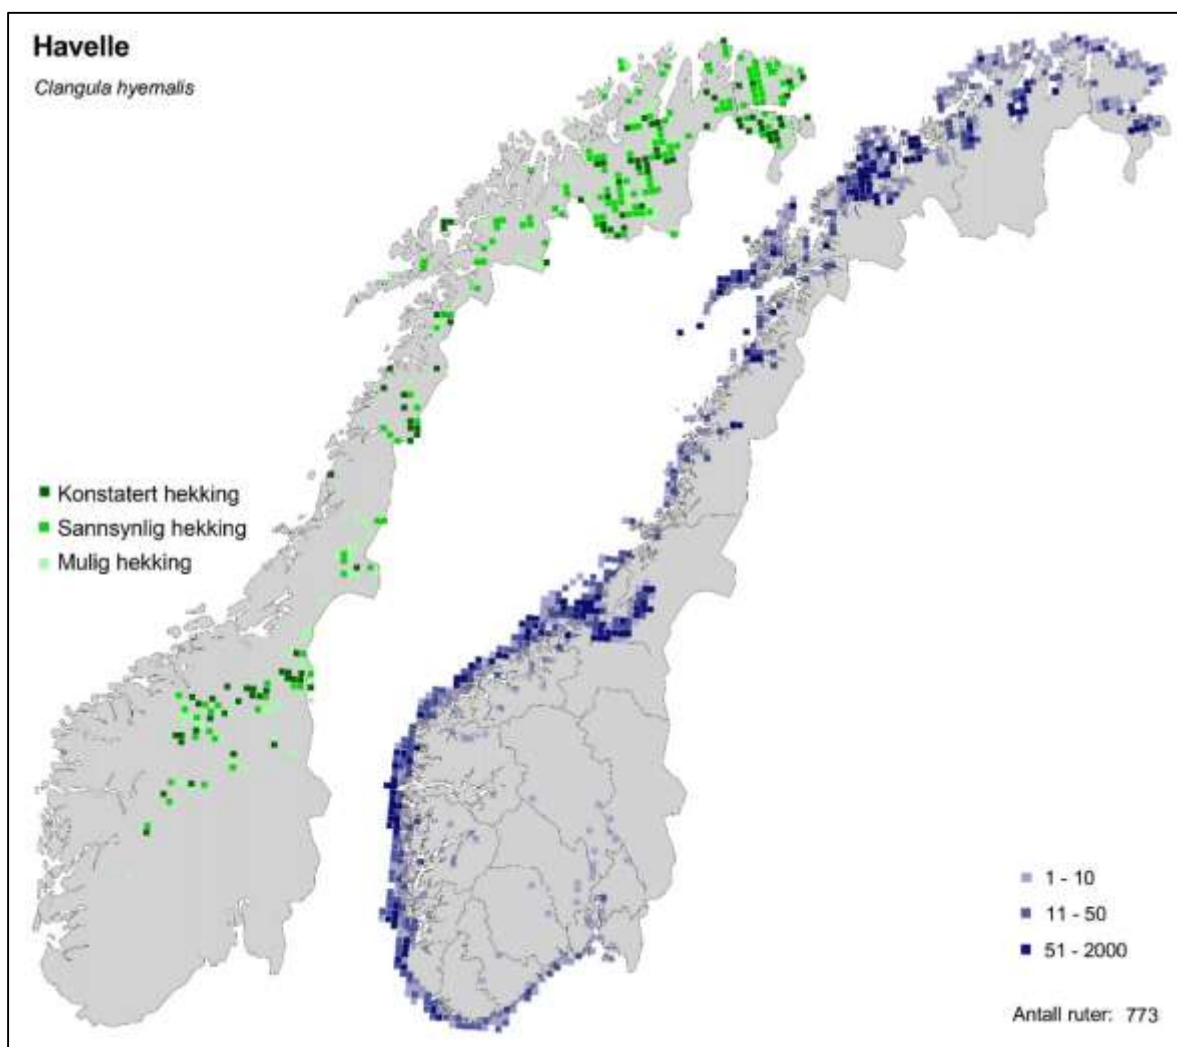 Havelle
Clangula hyemalis
Konstatert hekking
Sannsynlig hekking
Mulig hekking
1 - 10
11 - 50
51 - 2000
Antall ruter: 773